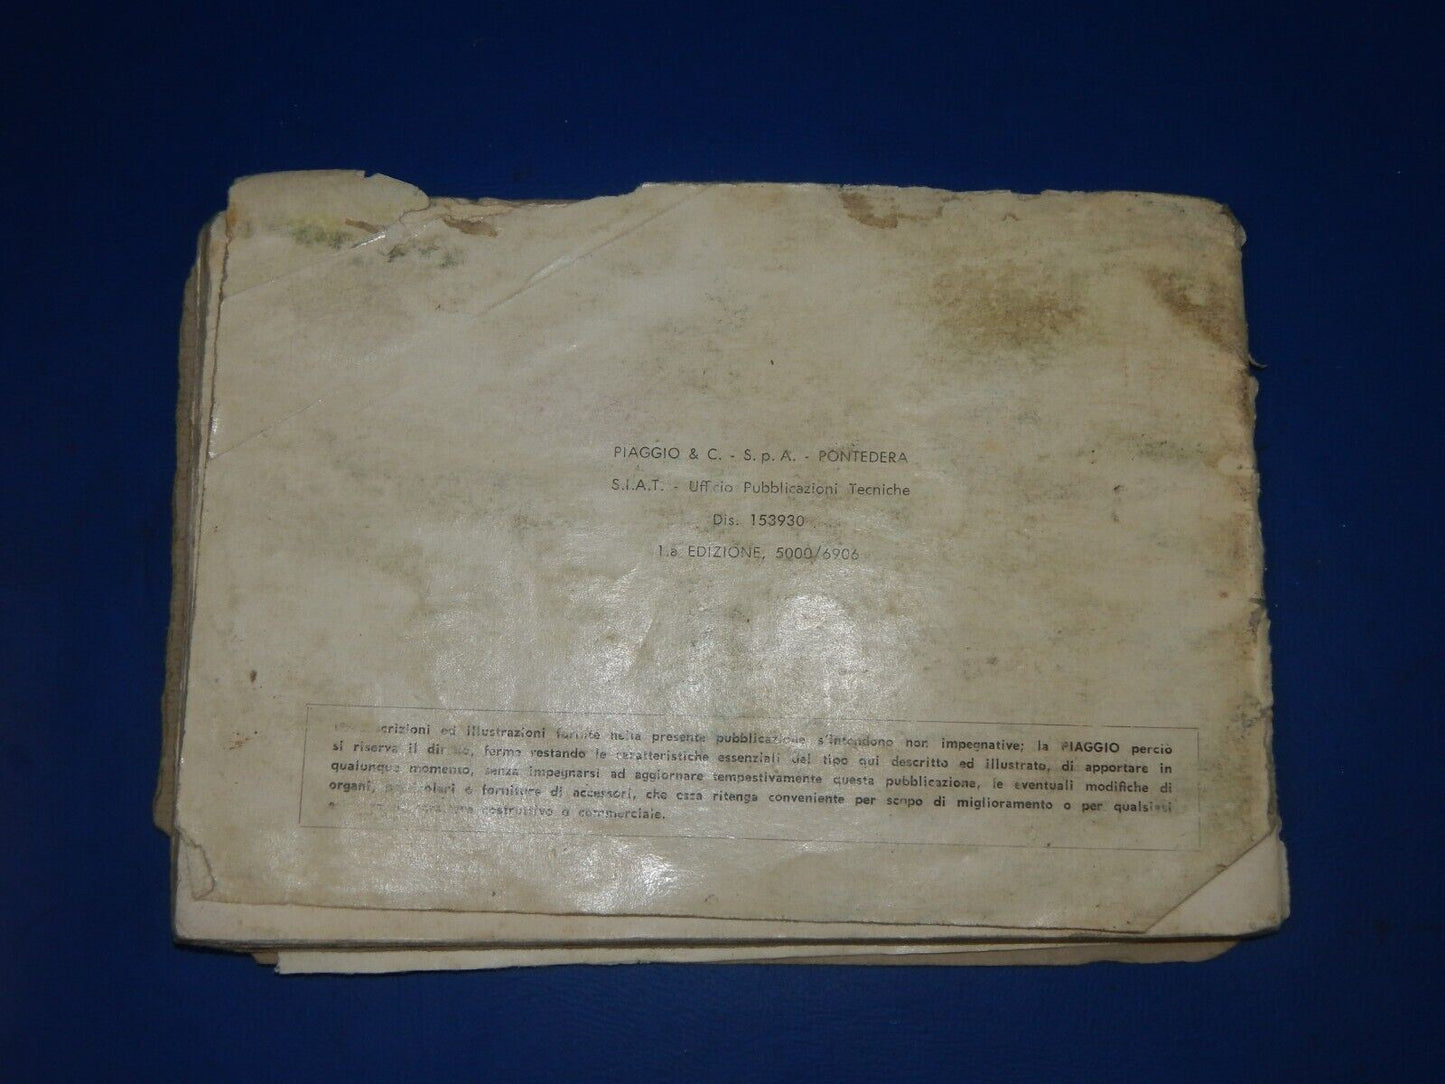 PIAGGIO & C. - S. p. A. - PONTEDERA
S.I.A.T. - Ufficio Pubblicazioni Tecniche
Dis. 153930
1.a EDIZIONE, 5000/6906
ed illustrazioni fornite nella presente pubblicazione s'intendono non impegnative; la PIAGGIO perciò
si riserva il diritto, fermo restando le caratteristiche essenziali del tipo qui descritto ed illustrato, di apportare in
qualunque momento, senza impegnarsi ad aggiornare tempestivamente questa pubblicazione, le eventuali modifiche di
organi, particolari o forniture di accessori, che essa ritenga conveniente per scopo di miglioramento o per qualsiasi
costruttivo o commerciale.